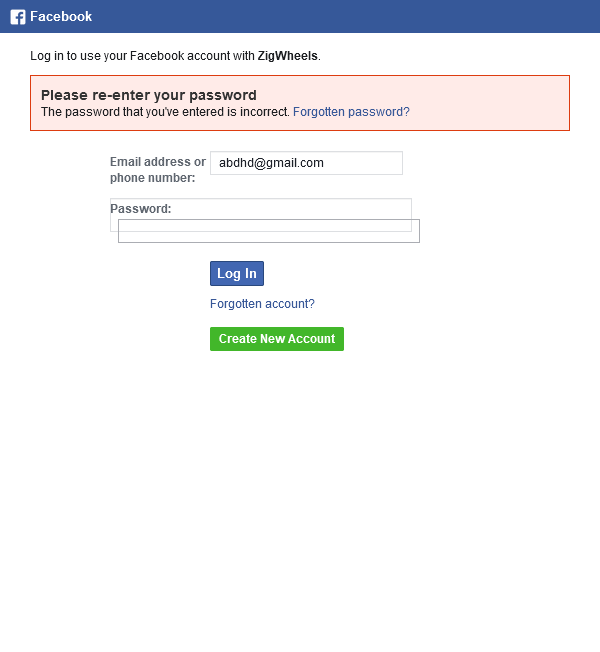 Facebook
Log in to use your Facebook account with ZigWheels.
Please re-enter your password
The password that you've entered is incorrect. Forgotten password?
Email address or
phone number:
abdhd@gmail.com
Password:
Log In
Forgotten account?
Create New Account